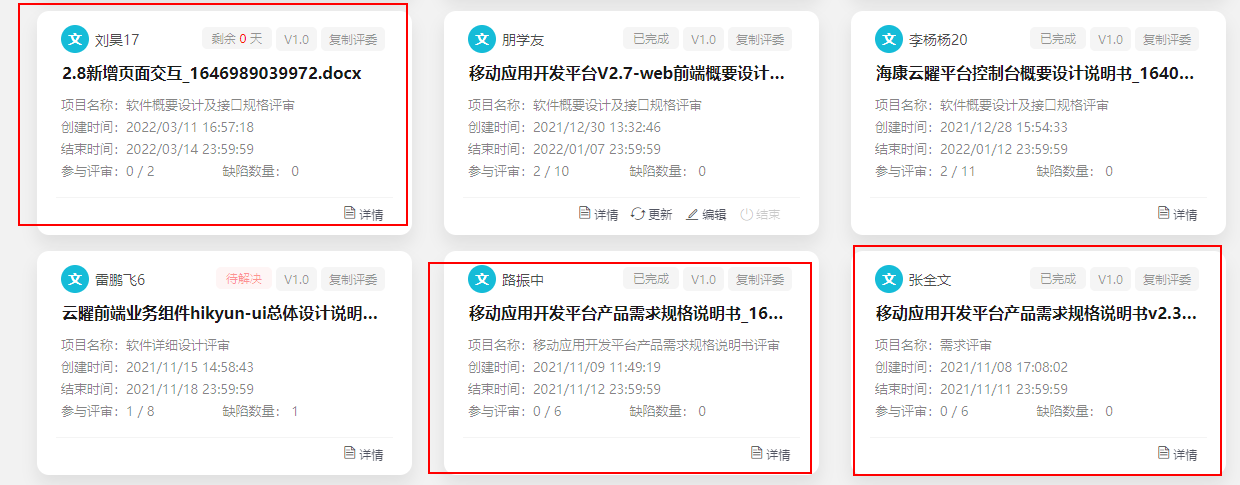 文 刘昊17 剩余 0 天 V1.0 复制评委
2.8新增页面交互_1646989039972.docx
项目名称： 软件概要设计及接口规格评审
创建时间： 2022/03/11 16:57:18
结束时间： 2022/03/14 23:59:59
参与评审： 0 / 2 缺陷数量： 0
详情
文 朋学友 已完成 V1.0 复制评委
移动应用开发平台V2.7-web前端概要设计...
项目名称： 软件概要设计及接口规格评审
创建时间： 2021/12/30 13:32:46
结束时间： 2022/01/07 23:59:59
参与评审： 2 / 10 缺陷数量： 0
详情 更新 编辑 结束
文 李杨杨20 已完成 V1.0 复制评委
海康云曜平台控制台概要设计说明书_1640...
项目名称： 软件概要设计及接口规格评审
创建时间： 2021/12/28 15:54:33
结束时间： 2022/01/12 23:59:59
参与评审： 2 / 11 缺陷数量： 0
详情
文 雷鹏飞6 待解决 V1.0 复制评委
云曜前端业务组件hikyun-ui总体设计说明...
项目名称： 软件详细设计评审
创建时间： 2021/11/15 14:58:43
结束时间： 2021/11/18 23:59:59
参与评审： 1 / 8 缺陷数量： 1
详情
文 路振中 已完成 V1.0 复制评委
移动应用开发平台产品需求规格说明书_16...
项目名称： 移动应用开发平台产品需求规格说明书评审
创建时间： 2021/11/09 11:49:19
结束时间： 2021/11/12 23:59:59
参与评审： 0 / 6 缺陷数量： 0
详情
文 张全文 已完成 V1.0 复制评委
移动应用开发平台产品需求规格说明书v2.3...
项目名称： 需求评审
创建时间： 2021/11/08 17:08:02
结束时间： 2021/11/11 23:59:59
参与评审： 0 / 6 缺陷数量： 0
详情